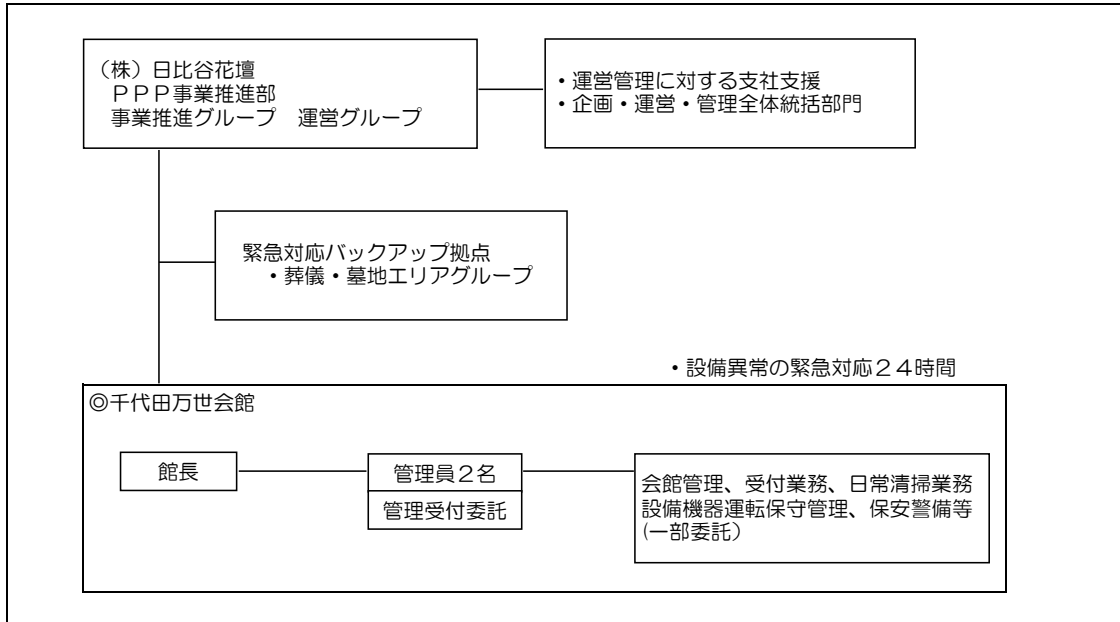 （株）日比谷花壇
ＰＰＰ事業推進部
事業推進グループ　運営グループ
・運営管理に対する支社支援
・企画・運営・管理全体統括部門
緊急対応バックアップ拠点
・葬儀・墓地エリアグループ
・設備異常の緊急対応２４時間
◎千代田万世会館
館長
管理員２名
管理受付委託
会館管理、受付業務、日常清掃業務
設備機器運転保守管理、保安警備等
(一部委託）